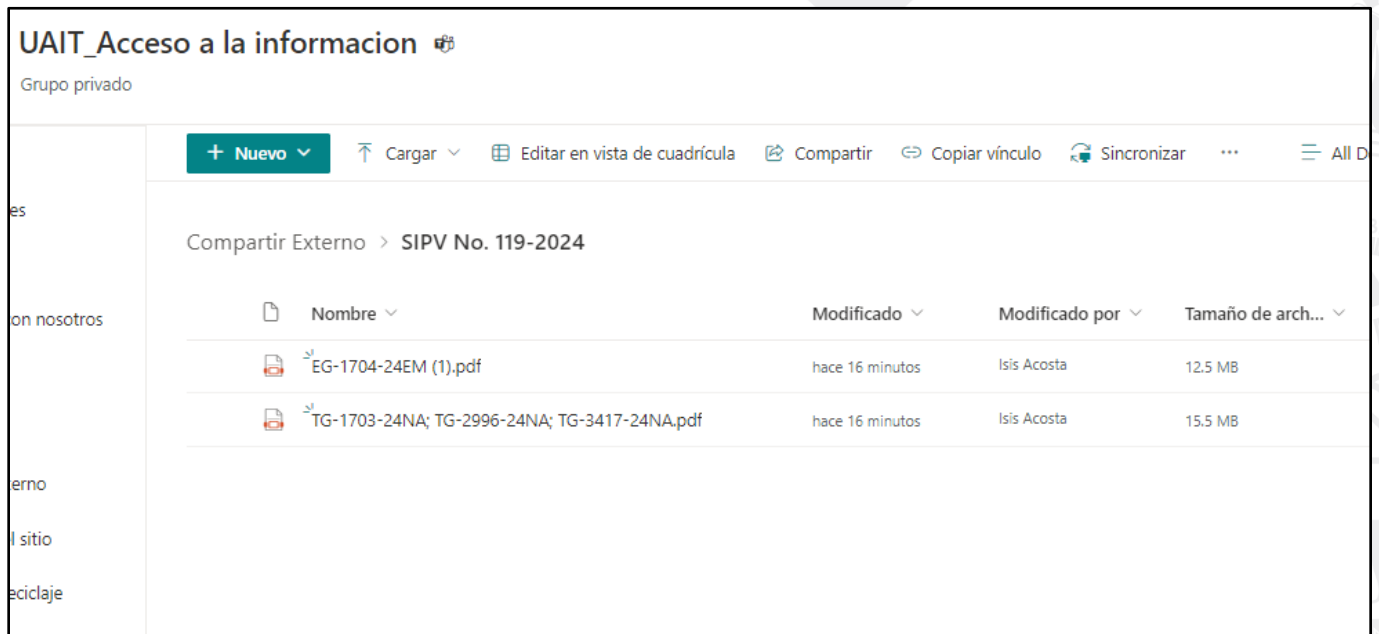 UAIT_Acceso a la informacion
Grupo privado
+ Nuevo Cargar Editar en vista de cuadrícula Compartir Copiar vínculo Sincronizar ... All D
es
Compartir Externo > SIPV No. 119-2024
on nosotros
Nombre Modificado Modificado por Tamaño de arch...
EG-1704-24EM (1).pdf hace 16 minutos Isis Acosta 12.5 MB
TG-1703-24NA; TG-2996-24NA; TG-3417-24NA.pdf hace 16 minutos Isis Acosta 15.5 MB
erno
l sitio
eciclaje